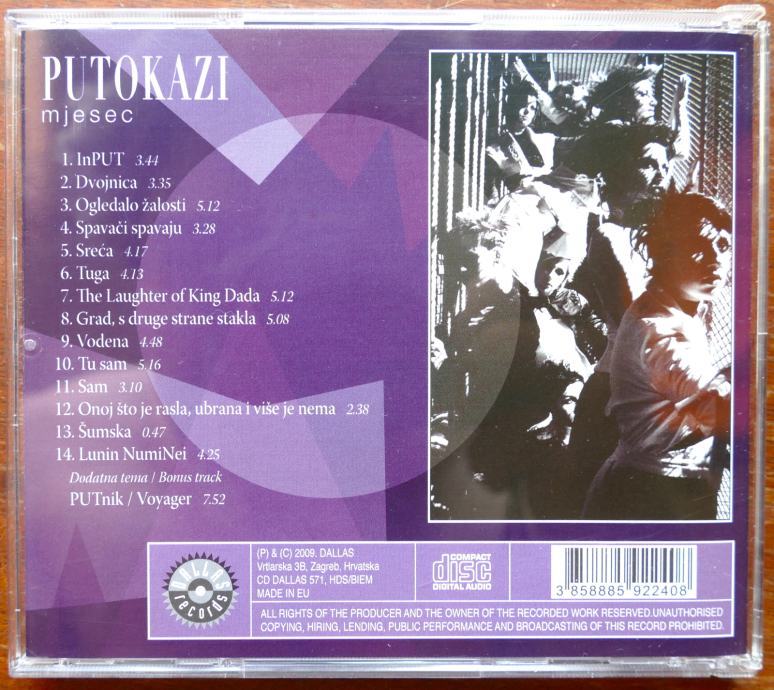 PUTOKAZI
mjesec
1. InPUT 3.44
2. Dvojnica 3.35
3. Ogledalo žalosti 5.12
4. Spavači spavaju 3.28
5. Sreća 4.17
6. Tuga 4.13
7. The Laughter of King Dada 5.12
8. Grad, s druge strane stakla 5.08
9. Vodena 4.48
10. Tu sam 5.16
11. Sam 3.10
12. Onoj što je rasla, ubrana i više je nema 2.38
13. Šumska 0.47
14. Lunin NumiNei 4.25
Dodatna tema / Bonus track
PUTnik / Voyager 7.52
DALLAS
records
(P) & (C) 2009. DALLAS
Vrtlarska 3B, Zagreb, Hrvatska
CD DALLAS 571, HDS/BIEM
MADE IN EU
COMPACT
disc
DIGITAL AUDIO
3 858885 922408
ALL RIGHTS OF THE PRODUCER AND THE OWNER OF THE RECORDED WORK RESERVED.UNAUTHORISED
COPYING, HIRING, LENDING, PUBLIC PERFORMANCE AND BROADCASTING OF THIS RECORD PROHIBITED.